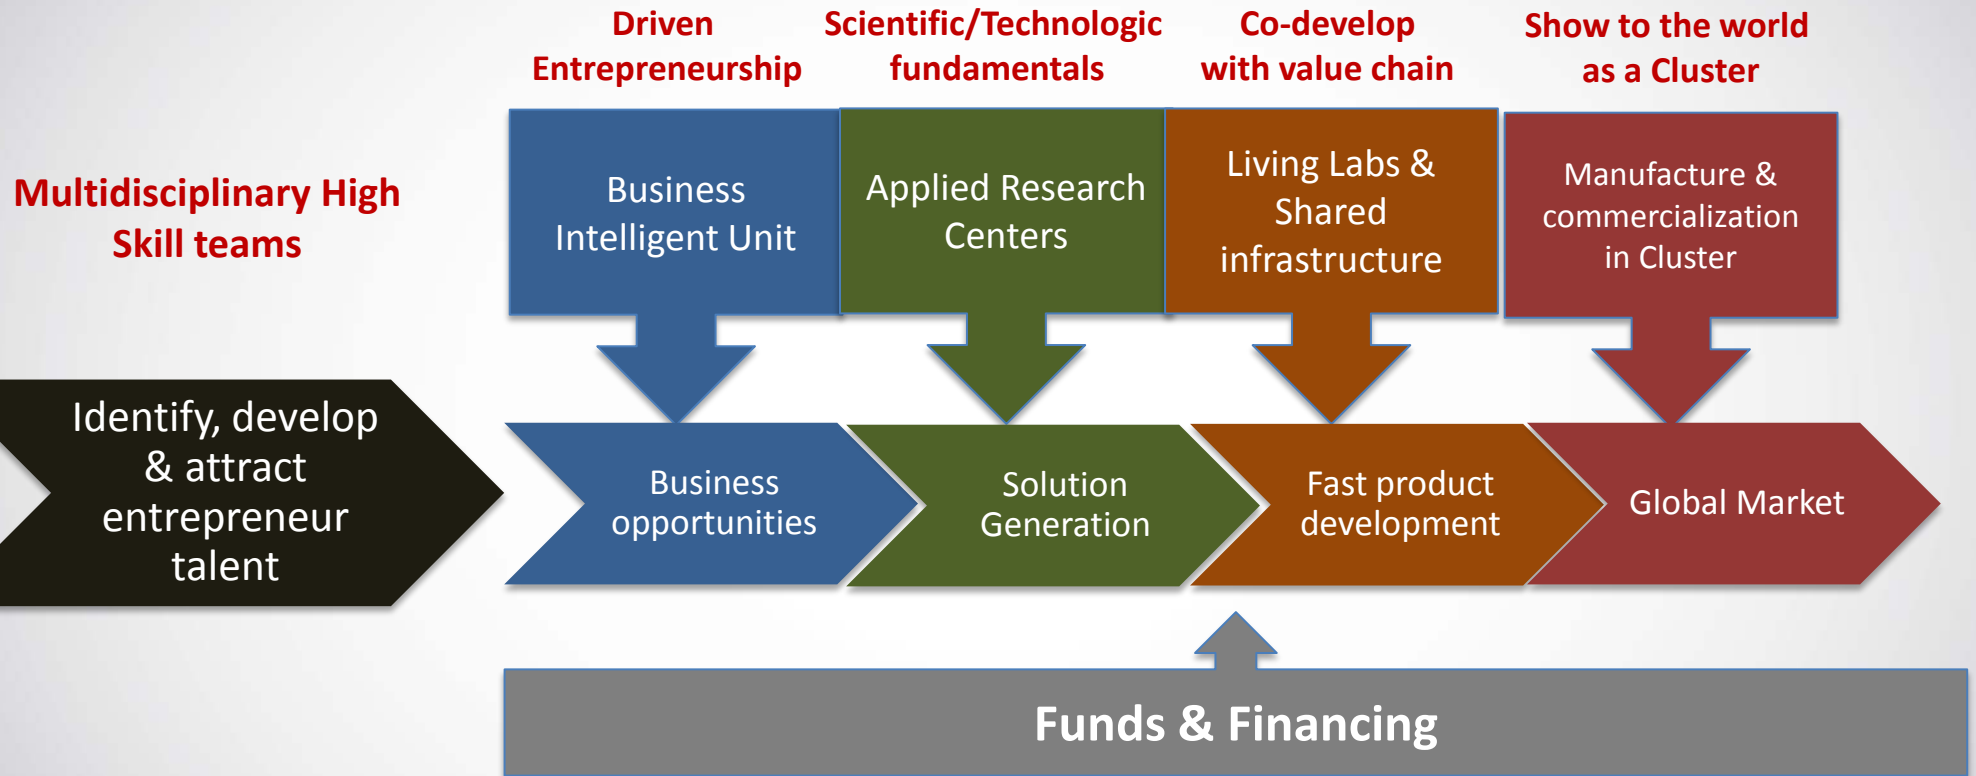 Driven
Entrepreneurship
Scientific/Technologic
fundamentals
Co-develop
with value chain
Show to the world
as a Cluster
Multidisciplinary High
Skill teams
Business
Intelligent Unit
Applied Research
Centers
Living Labs &
Shared
infrastructure
Manufacture &
commercialization
in Cluster
Identify, develop
& attract
entrepreneur
talent
Business
opportunities
Solution
Generation
Fast product
development
Global Market
Funds & Financing